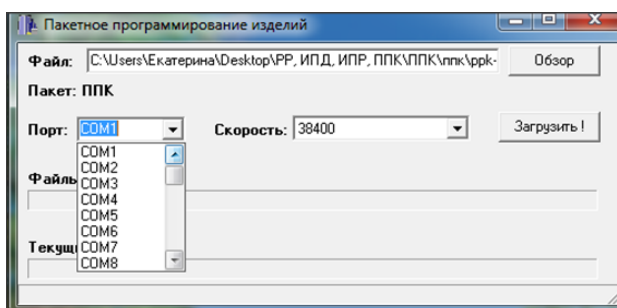 Пакетное программирование изделий
Файл: C:\Users\Екатерина\Desktop\РР, ИПД, ИПР, ППК\ППК\ппк\ppk- Обзор
Пакет: ППК
Порт: COM1 Скорость: 38400 Загрузить !
COM1
COM2
Файлы COM3
COM4
COM5
COM6
Текущ COM7
COM8